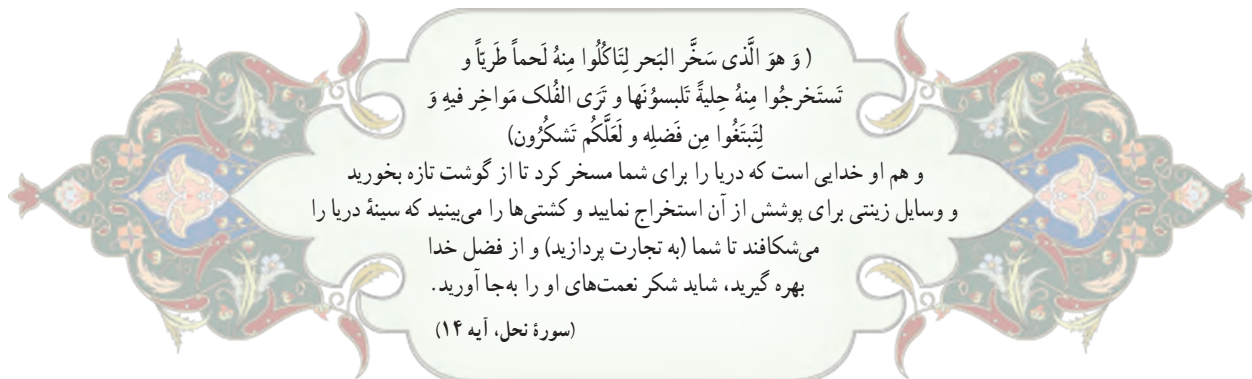 ( وَ هوَ الَّذی سَخَّر البَحر لِتَاکُلُوا مِنهُ لَحماً طَریّاً و
تَستَخرجُوا مِنهُ حِلیةً تَلبسوُنَها و تَرَی الفُلک مَواخِر فیهِ وَ
لِتَبتَغُوا مِن فَضلِه و لَعَلَّکُم تَشکُرُون)
و هم او خدایی است که دریا را برای شما مسخر کرد تا از گوشت تازه بخورید
و وسایل زینتی برای پوشش از آن استخراج نمایید و کشتی‌ها را می‌بینید که سینهٔ دریا را
می‌شکافند تا شما (به تجارت پردازید) و از فضل خدا
بهره گیرید، شاید شکر نعمت‌های او را به‌جا آورید.
(سورهٔ نحل، آیه ۱۴)